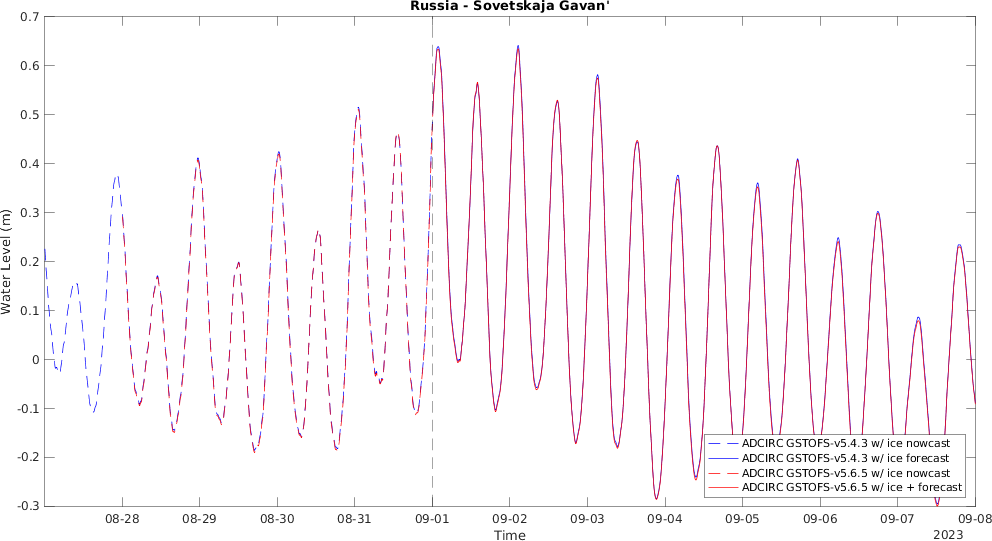 Russia - Sovetskaja Gavan'
0.7
0.6
0.5
0.4
0.3
0.2
0.1
0
-0.1
-0.2
-0.3
Water Level (m)
ADCIRC GSTOFS-v5.4.3 w/ ice nowcast
ADCIRC GSTOFS-v5.4.3 w/ ice forecast
ADCIRC GSTOFS-v5.6.5 w/ ice nowcast
ADCIRC GSTOFS-v5.6.5 w/ ice + forecast
08-28 08-29 08-30 08-31 09-01 09-02 09-03 09-04 09-05 09-06 09-07 09-08
Time
2023